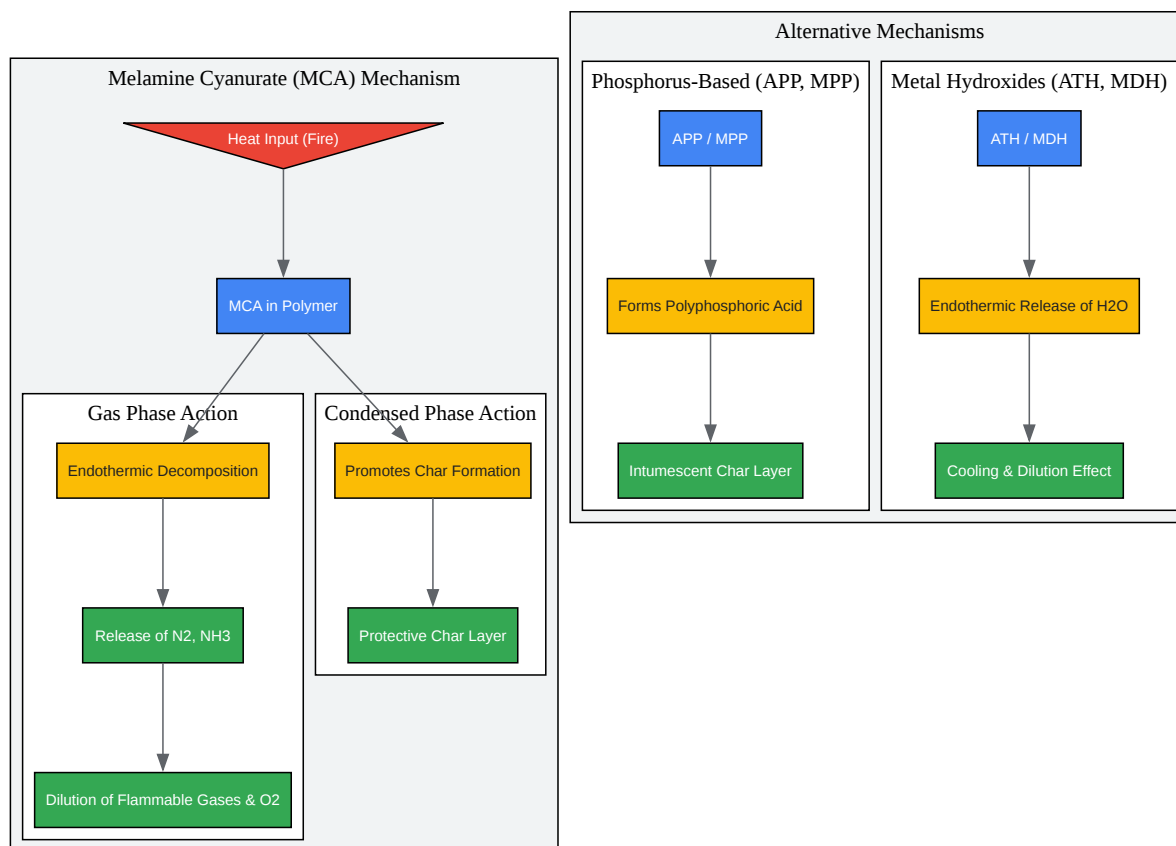 Melamine Cyanurate (MCA) Mechanism
Heat Input (Fire)
MCA in Polymer
Gas Phase Action
Endothermic Decomposition
Release of N2, NH3
Dilution of Flammable Gases & O2
Condensed Phase Action
Promotes Char Formation
Protective Char Layer
Alternative Mechanisms
Phosphorus-Based (APP, MPP)
APP / MPP
Forms Polyphosphoric Acid
Intumescent Char Layer
Metal Hydroxides (ATH, MDH)
ATH / MDH
Endothermic Release of H2O
Cooling & Dilution Effect